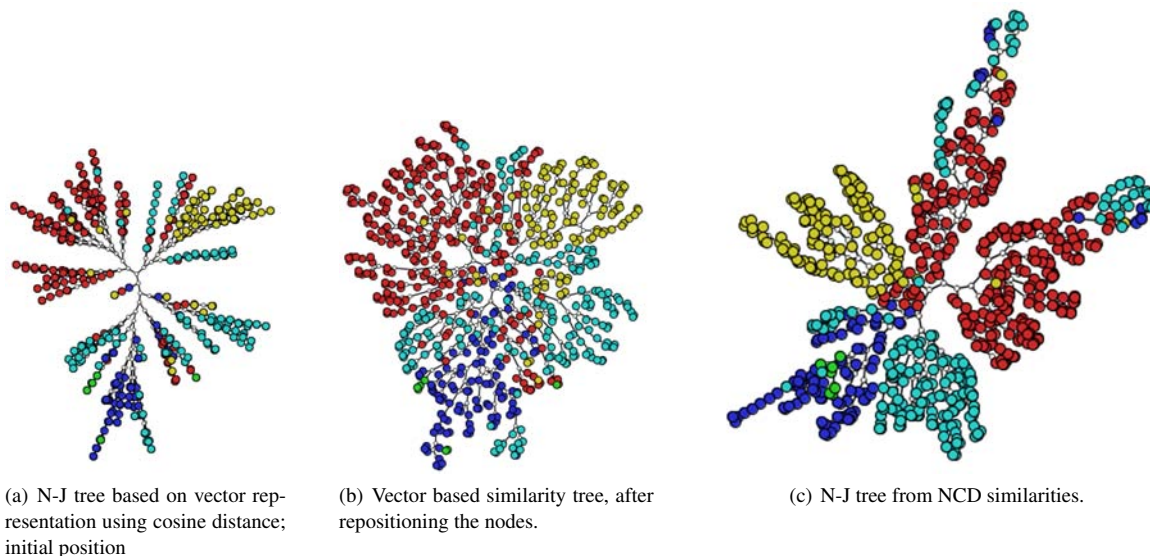 (a) N-J tree based on vector rep-
resentation using cosine distance;
initial position
(b) Vector based similarity tree, after
repositioning the nodes.
(c) N-J tree from NCD similarities.